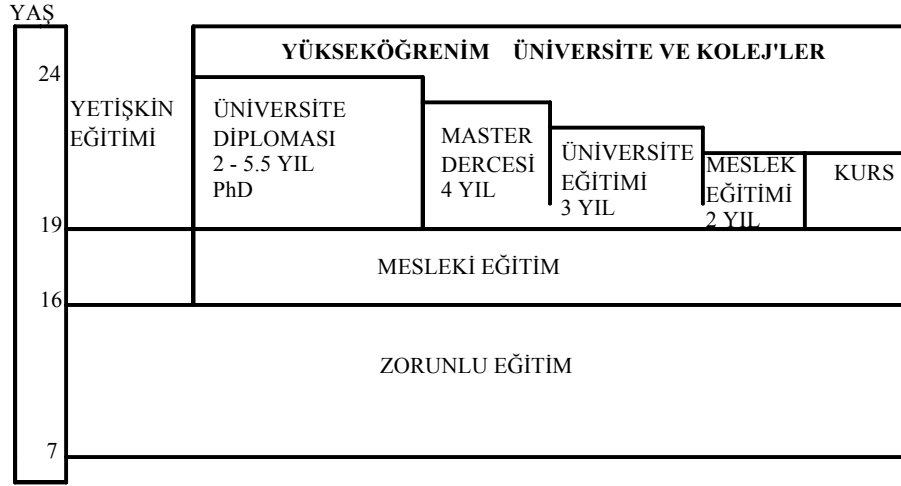 YAŞ
YÜKSEKÖĞRENİM ÜNİVERSİTE VE KOLEJ'LER
24
YETİŞKİN
EĞİTİMİ
ÜNİVERSİTE
DİPLOMASI
2 - 5.5 YIL
PhD
MASTER
DERCESİ
4 YIL
ÜNİVERSİTE
EĞİTİMİ
3 YIL
MESLEK
EĞİTİMİ
2 YIL
KURS
19
MESLEKİ EĞİTİM
16
ZORUNLU EĞİTİM
7